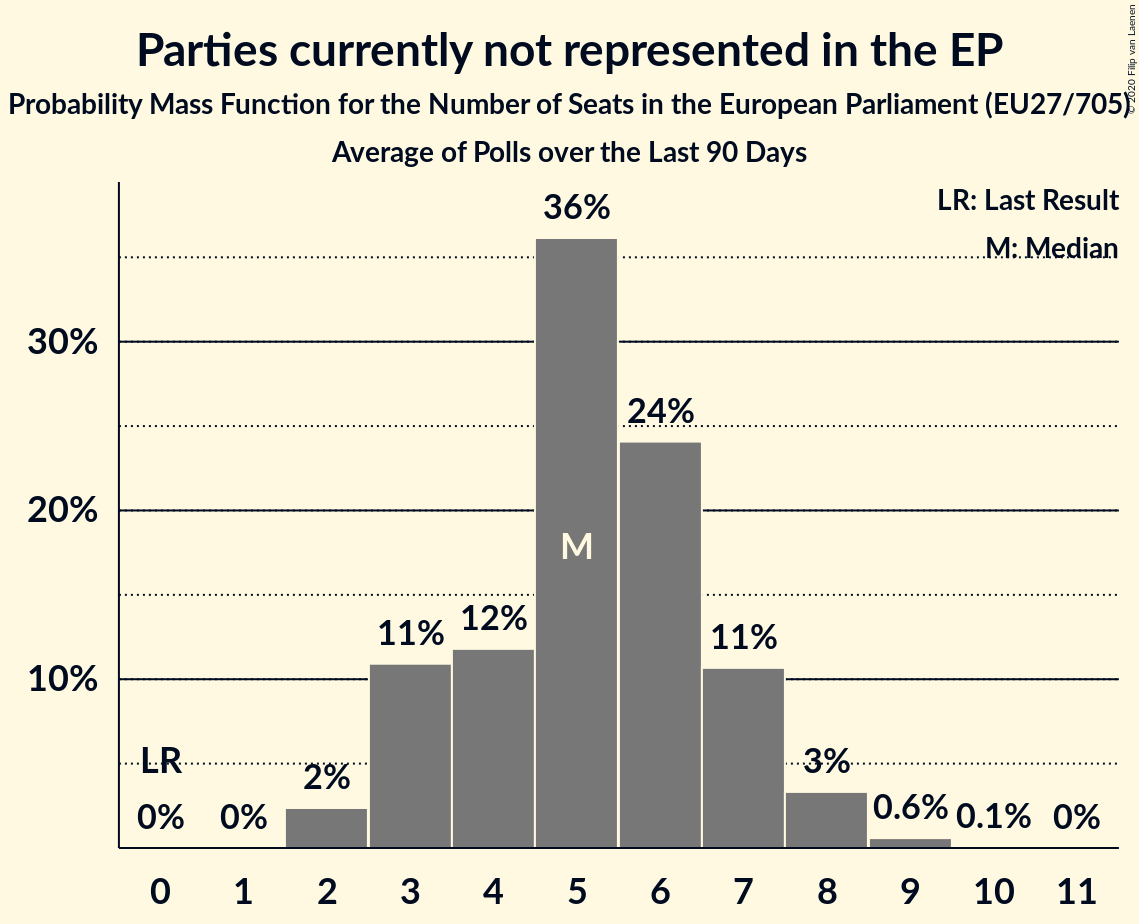 Parties currently not represented in the EP
Probability Mass Function for the Number of Seats in the European Parliament (EU27/705)
Average of Polls over the Last 90 Days
© 2020 Filip van Laenen
LR: Last Result
M: Median
36%
30%
24%
20%
M
12%
11%
11%
10%
LR
3%
2%
0.6%
0%
0%
0.1%
0%
0 1 2 3 4 5 6 7 8 9 10 11